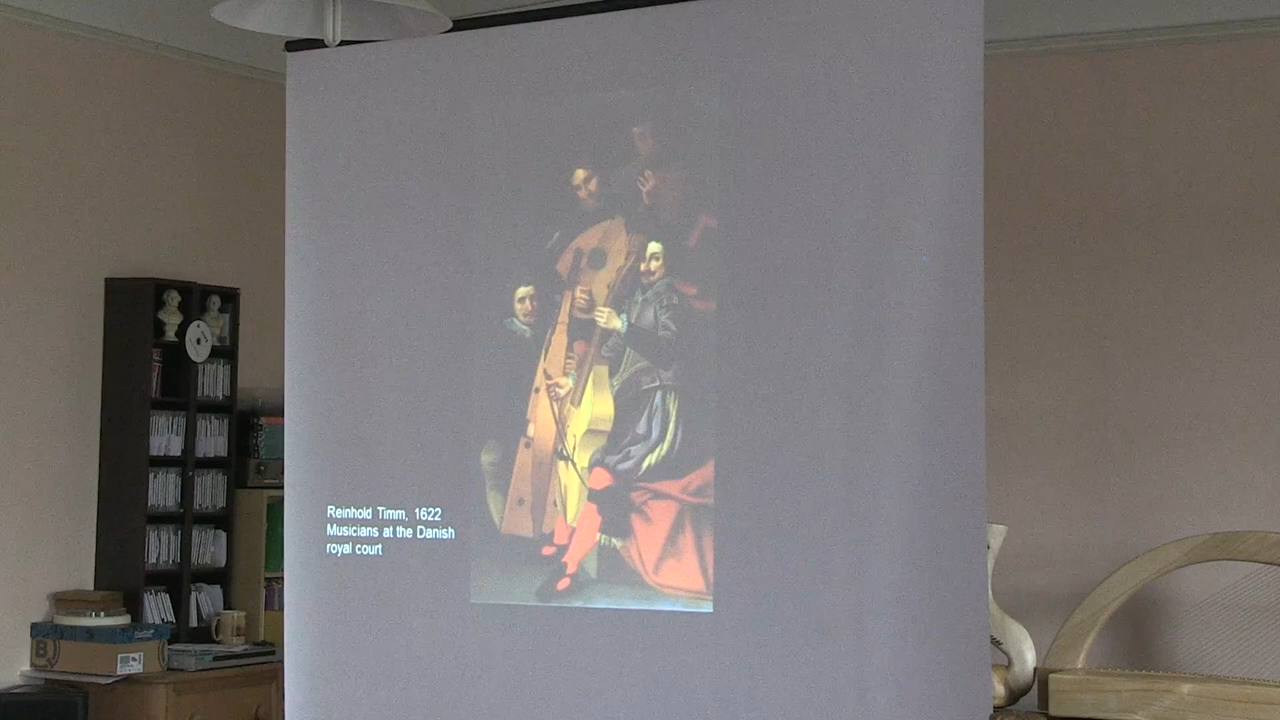 Reinhold Timm, 1622
Musicians at the Danish
royal court
B